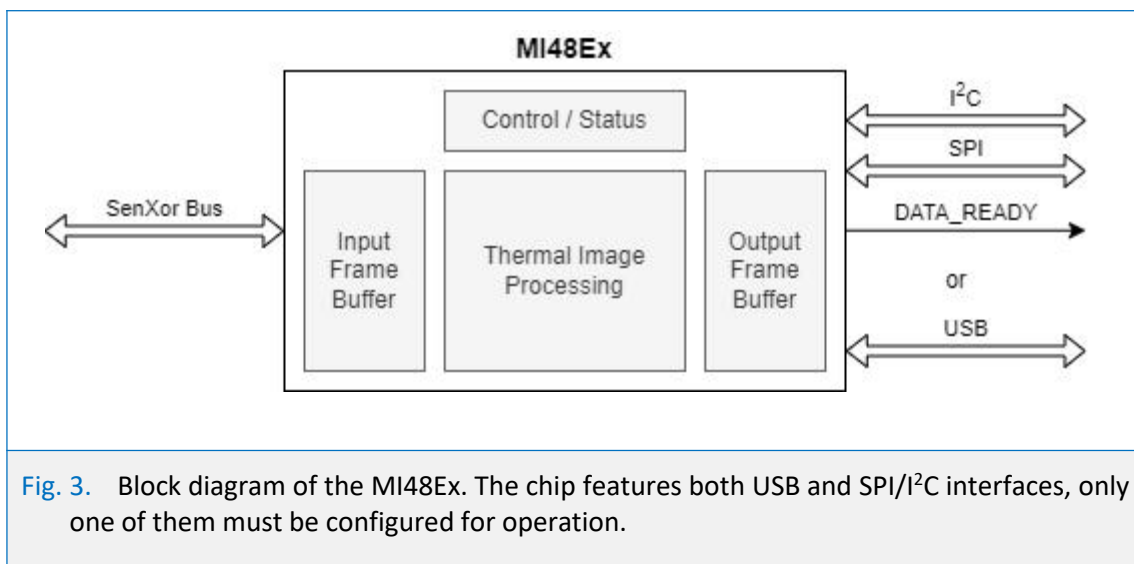 MI48Ex
Control / Status
I²C
SPI
SenXor Bus
DATA_READY
Input
Frame
Buffer
Thermal Image
Processing
Output
Frame
Buffer
or
USB
Fig. 3. Block diagram of the MI48Ex. The chip features both USB and SPI/I²C interfaces, only
one of them must be configured for operation.